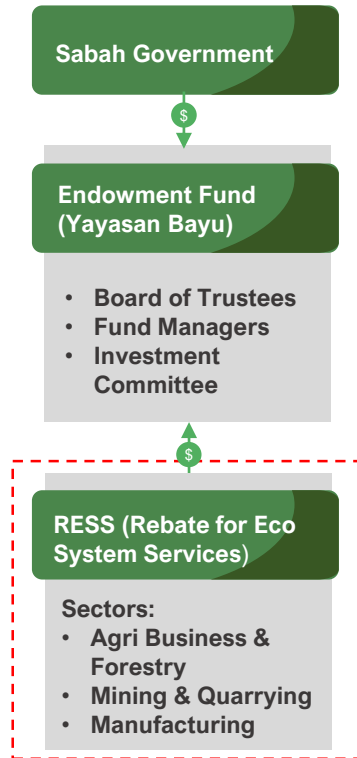 Sabah Government
$
Endowment Fund
(Yayasan Bayu)
• Board of Trustees
• Fund Managers
• Investment
Committee
$
RESS (Rebate for Eco
System Services)
Sectors:
• Agri Business &
Forestry
• Mining & Quarrying
• Manufacturing